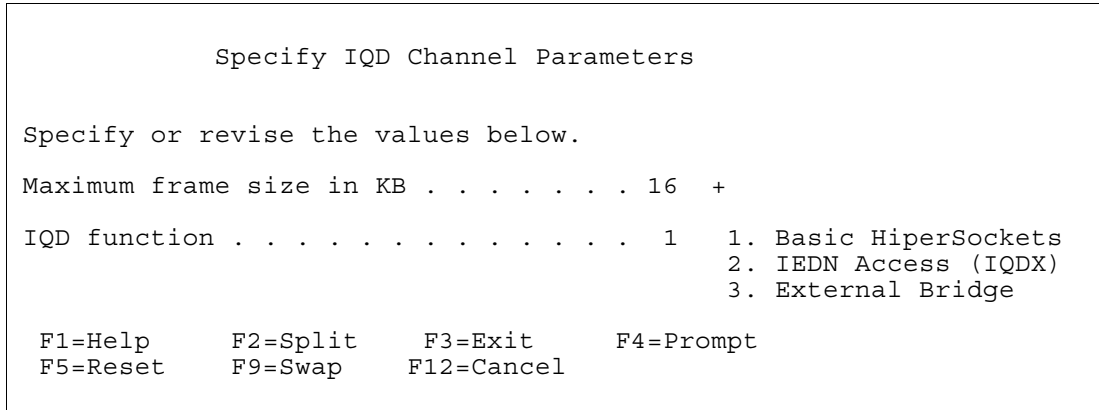 Specify IQD Channel Parameters
Specify or revise the values below.
Maximum frame size in KB . . . . . . . 16 +
IQD function . . . . . . . . . . . . . 1 1. Basic HiperSockets
2. IEDN Access (IQDX)
3. External Bridge
F1=Help F2=Split F3=Exit F4=Prompt
F5=Reset F9=Swap F12=Cancel